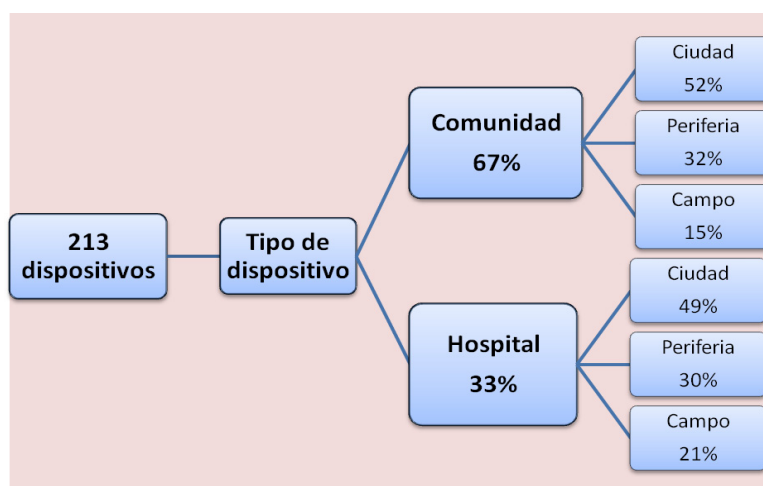 213
dispositivos
Tipo de
dispositivo
Comunidad
67%
Ciudad
52%
Periferia
32%
Campo
15%
Hospital
33%
Ciudad
49%
Periferia
30%
Campo
21%